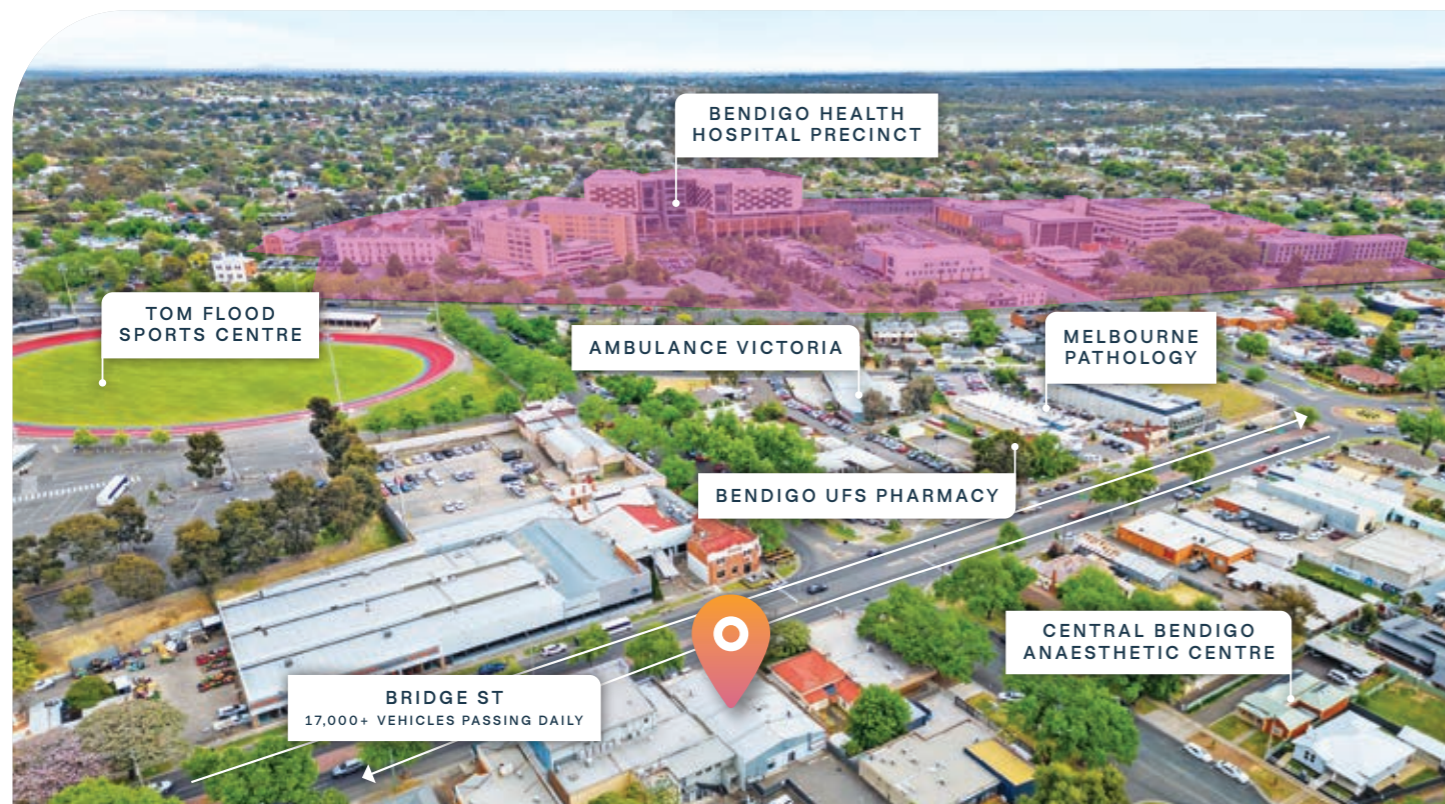 BENDIGO HEALTH
HOSPITAL PRECINCT
TOM FLOOD
SPORTS CENTRE
AMBULANCE VICTORIA
MELBOURNE
PATHOLOGY
BENDIGO UFS PHARMACY
CENTRAL BENDIGO
ANAESTHETIC CENTRE
BRIDGE ST
17,000+ VEHICLES PASSING DAILY